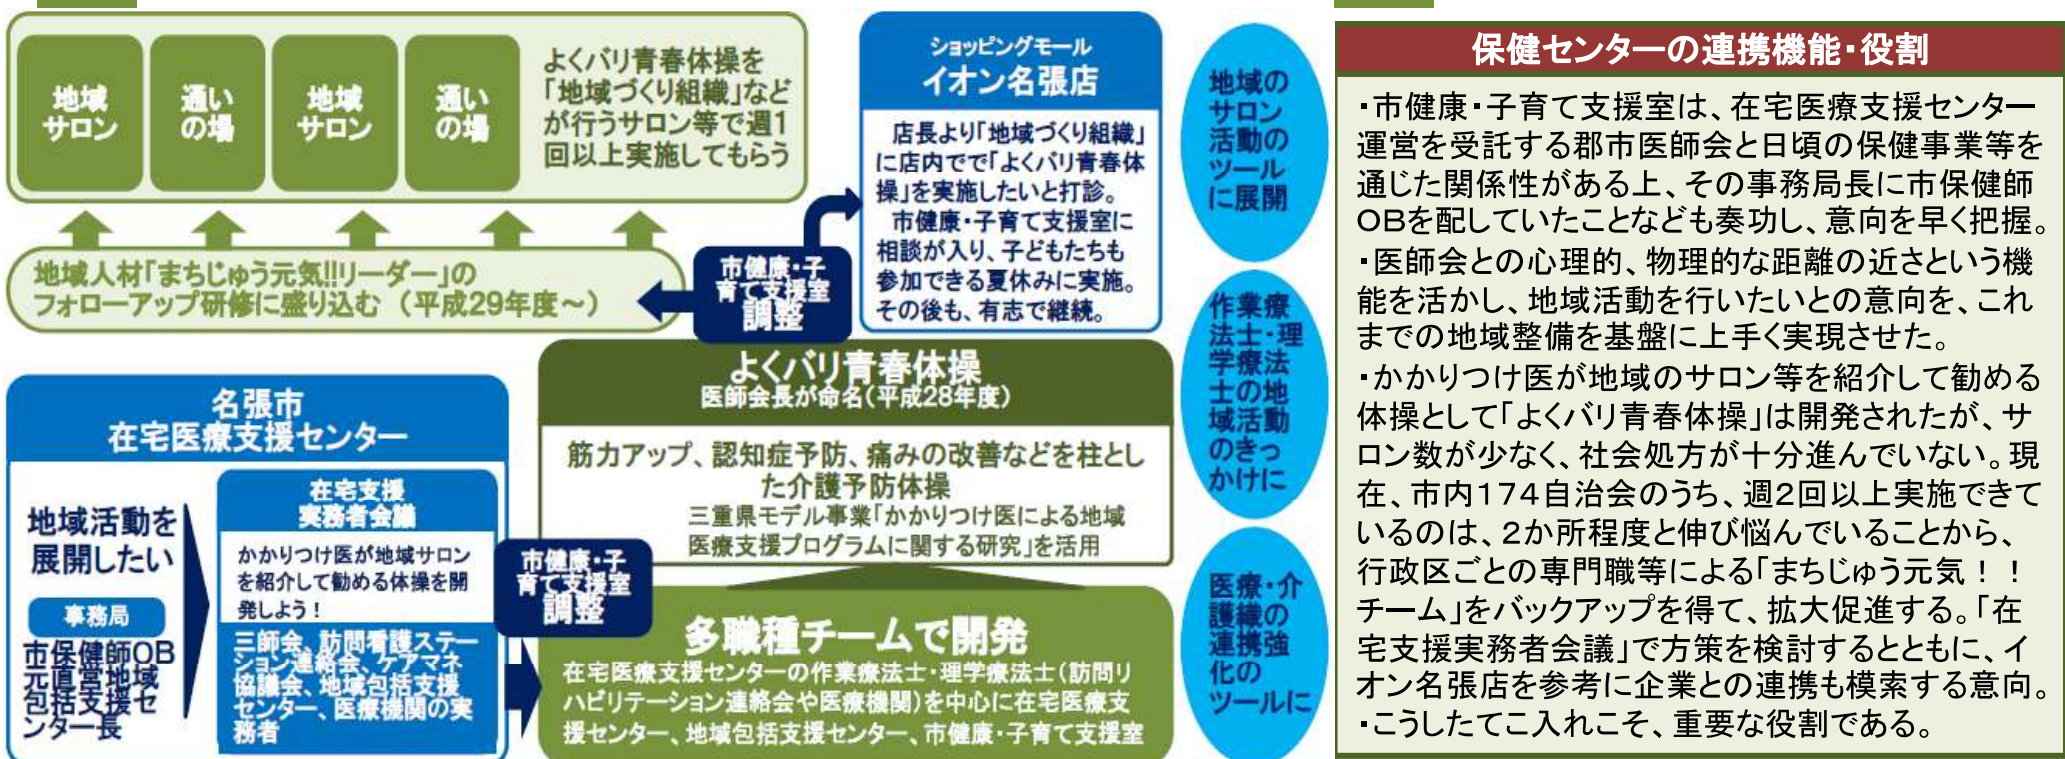 地域
サロン
通い
の場
地域
サロン
通い
の場
よくバリ青春体操を
「地域づくり組織」など
が行うサロン等で週1
回以上実施してもらう
地域人材「まちじゅう元気!!リーダー」の
フォローアップ研修に盛り込む（平成29年度～）
市健康・子
育て支援室
調整
ショッピングモール
イオン名張店
店長より「地域づくり組織」
に店内でで「よくバリ青春体
操」を実施したいと打診。
市健康・子育て支援室に
相談が入り、子どもたちも
参加できる夏休みに実施。
その後も、有志で継続。
名張市
在宅医療支援センター
地域活動を
展開したい
事務局
市保健師OB
元直営地域
包括支援セ
ンター長
在宅支援
実務者会議
かかりつけ医が地域サロン
を紹介して勧める体操を開
発しよう！
三師会、訪問看護ステー
ション連絡会、ケアマネ
協議会、地域包括支援
センター、医療機関の実
務者
市健康・子
育て支援室
調整
よくバリ青春体操
医師会長が命名（平成28年度）
筋力アップ、認知症予防、痛みの改善などを柱とし
た介護予防体操
三重県モデル事業「かかりつけ医による地域
医療支援プログラムに関する研究」を活用
多職種チームで開発
在宅医療支援センターの作業療法士・理学療法士（訪問リ
ハビリテーション連絡会や医療機関）を中心に在宅医療支
援センター、地域包括支援センター、市健康・子育て支援室
地域の
サロン
活動の
ツール
に展開
作業療
法士・理
学療法
士の地
域活動
のきっ
かけに
医療・介
護織の
連携強
化の
ツールに
保健センターの連携機能・役割
・市健康・子育て支援室は、在宅医療支援センター
運営を受託する郡市医師会と日頃の保健事業等を
通じた関係性がある上、その事務局長に市保健師
OBを配していたことなども奏功し、意向を早く把握。
・医師会との心理的、物理的な距離の近さという機
能を活かし、地域活動を行いたいとの意向を、これ
までの地域整備を基盤に上手く実現させた。
・かかりつけ医が地域のサロン等を紹介して勧める
体操として「よくバリ青春体操」は開発されたが、サ
ロン数が少なく、社会処方が十分進んでいない。現
在、市内174自治会のうち、週2回以上実施できて
いるのは、2か所程度と伸び悩んでいることから、
行政区ごとの専門職等による「まちじゅう元気！！
チーム」をバックアップを得て、拡大促進する。「在
宅支援実務者会議」で方策を検討するとともに、イ
オン名張店を参考に企業との連携も模索する意向。
・こうしたてこ入れこそ、重要な役割である。